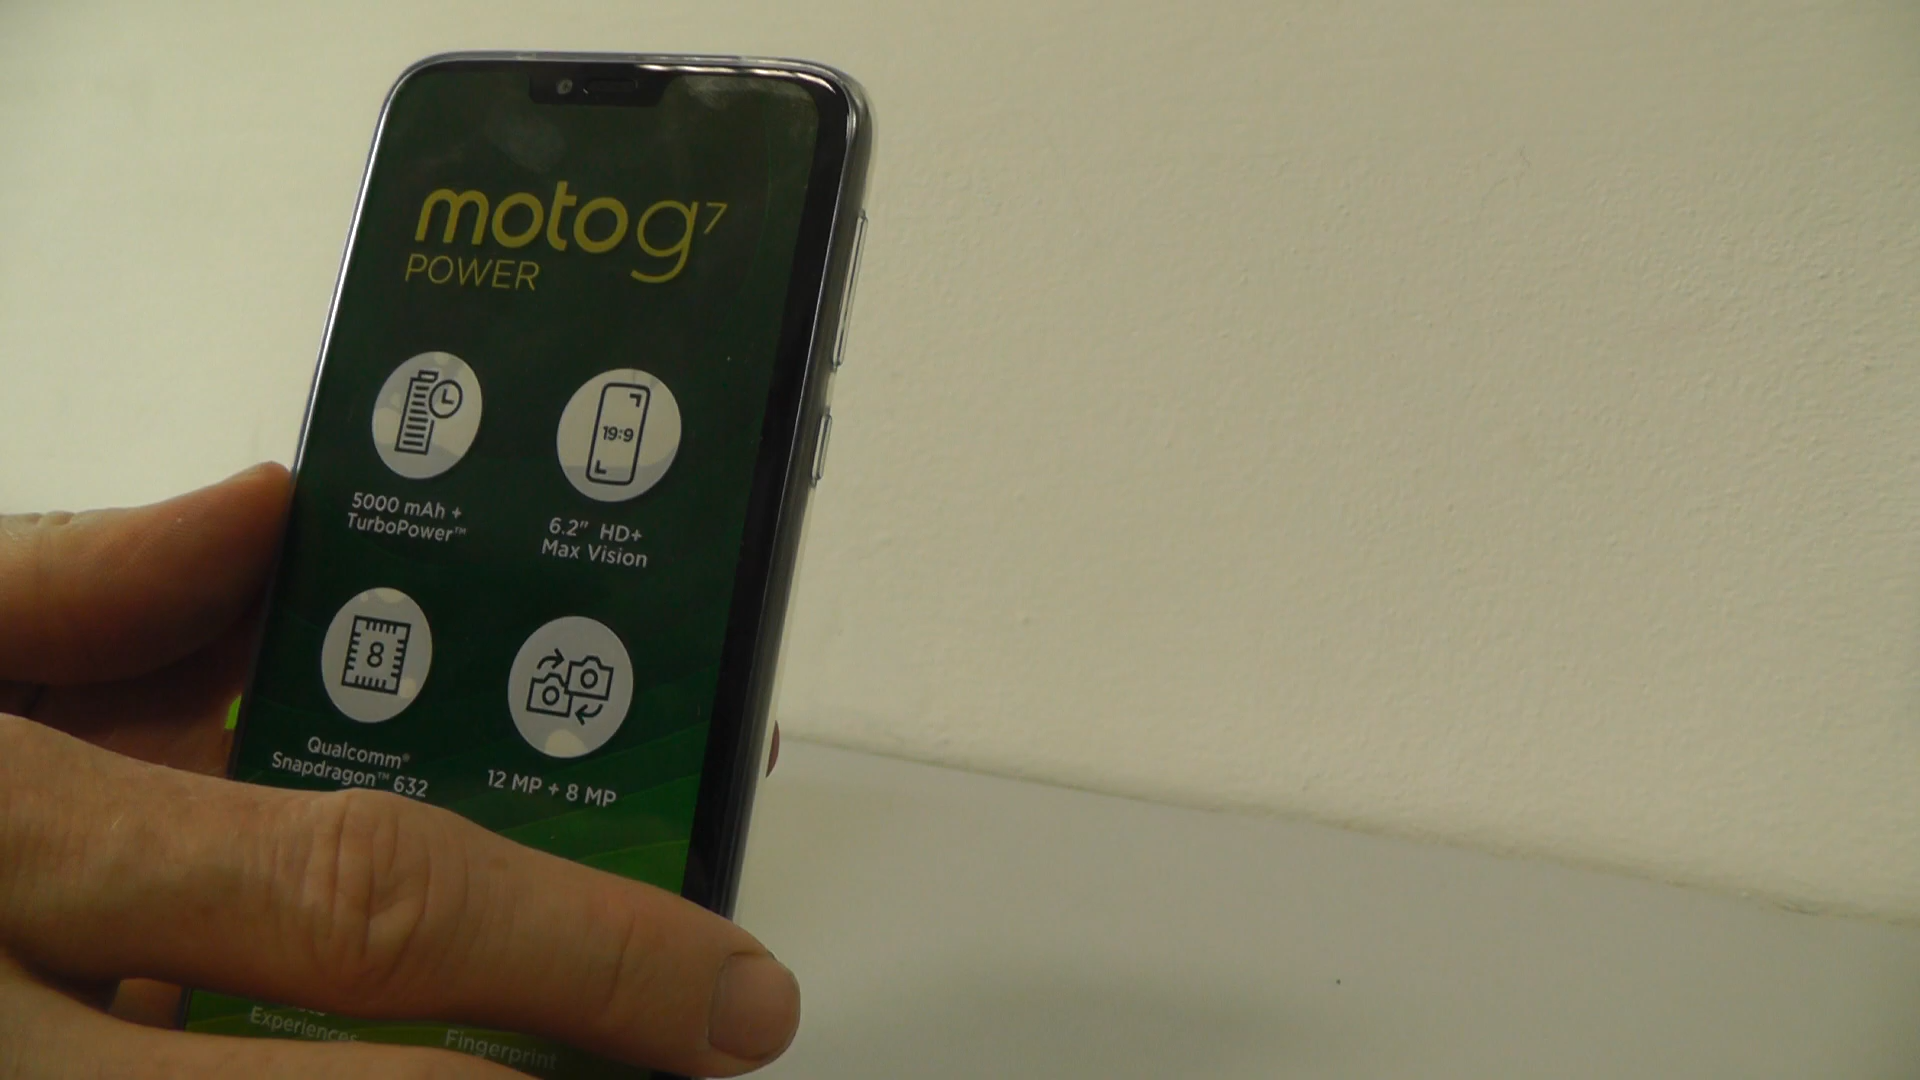 moto g7
POWER
19:9
5000 mAh +
TurboPower™
6.2" HD+
Max Vision
8
Qualcomm®
Snapdragon™ 632
12 MP + 8 MP
Experiences
Fingerprint